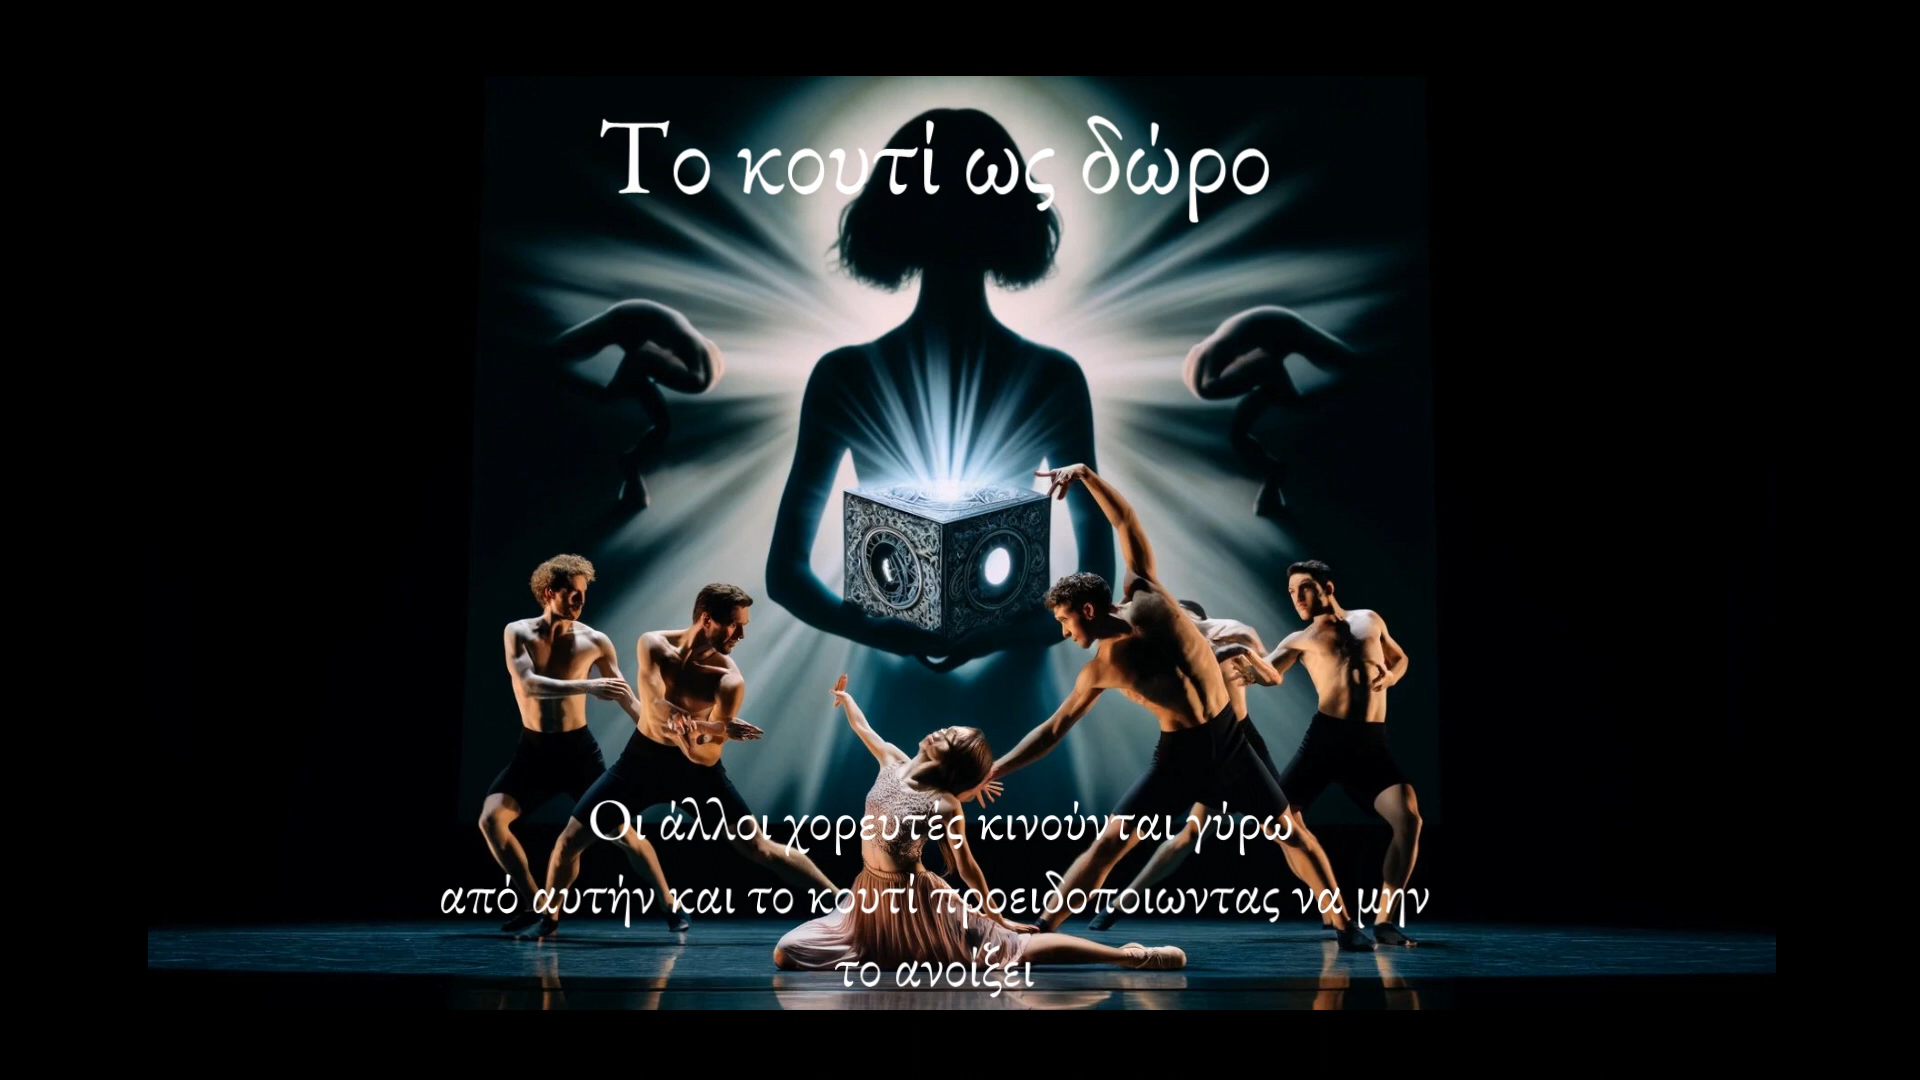 Το κουτί ως δώρο
Οι άλλοι χορευτές κινούνται γύρω
από αυτήν και το κουτί προειδοποιωντας να μην
το ανοίξει